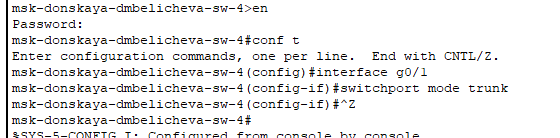 msk-donskaya-dmbelicheva-sw-4>en
Password:
msk-donskaya-dmbelicheva-sw-4#conf t
Enter configuration commands, one per line.  End with CNTL/Z.
msk-donskaya-dmbelicheva-sw-4(config)#interface g0/1
msk-donskaya-dmbelicheva-sw-4(config-if)#switchport mode trunk
msk-donskaya-dmbelicheva-sw-4(config-if)#^Z
msk-donskaya-dmbelicheva-sw-4#
%SYS-5-CONFIG_I: Configured from console by console